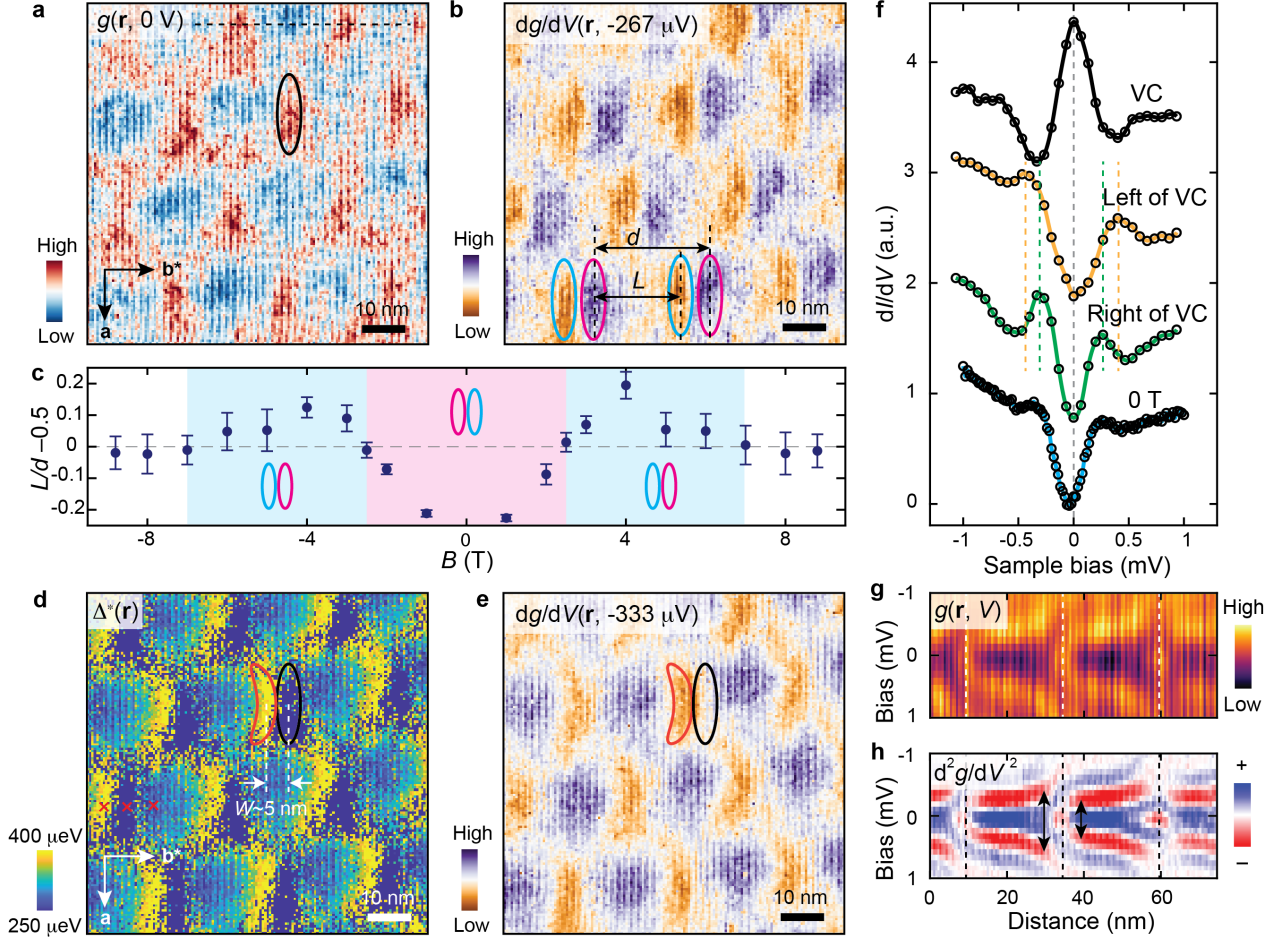 a
g(r, 0 V)
High
Low
b*
a
10 nm
b
dg/dV(r, -267 μV)
High
Low
d
L
10 nm
c
L/d −0.5
0.2
0.1
0
-0.1
-0.2
-8
-4
0
4
8
B (T)
d
Δ*(r)
W~5 nm
400 μeV
250 μeV
b*
a
10 nm
e
dg/dV(r, -333 μV)
High
Low
10 nm
f
dI/dV (a.u.)
4
3
2
1
0
VC
Left of VC
Right of VC
0 T
-1
-0.5
0
0.5
1
Sample bias (mV)
g
g(r, V)
Bias (mV)
-1
0
1
High
Low
h
d²g/dV²
Bias (mV)
-1
0
1
+
−
0
20
40
60
Distance (nm)